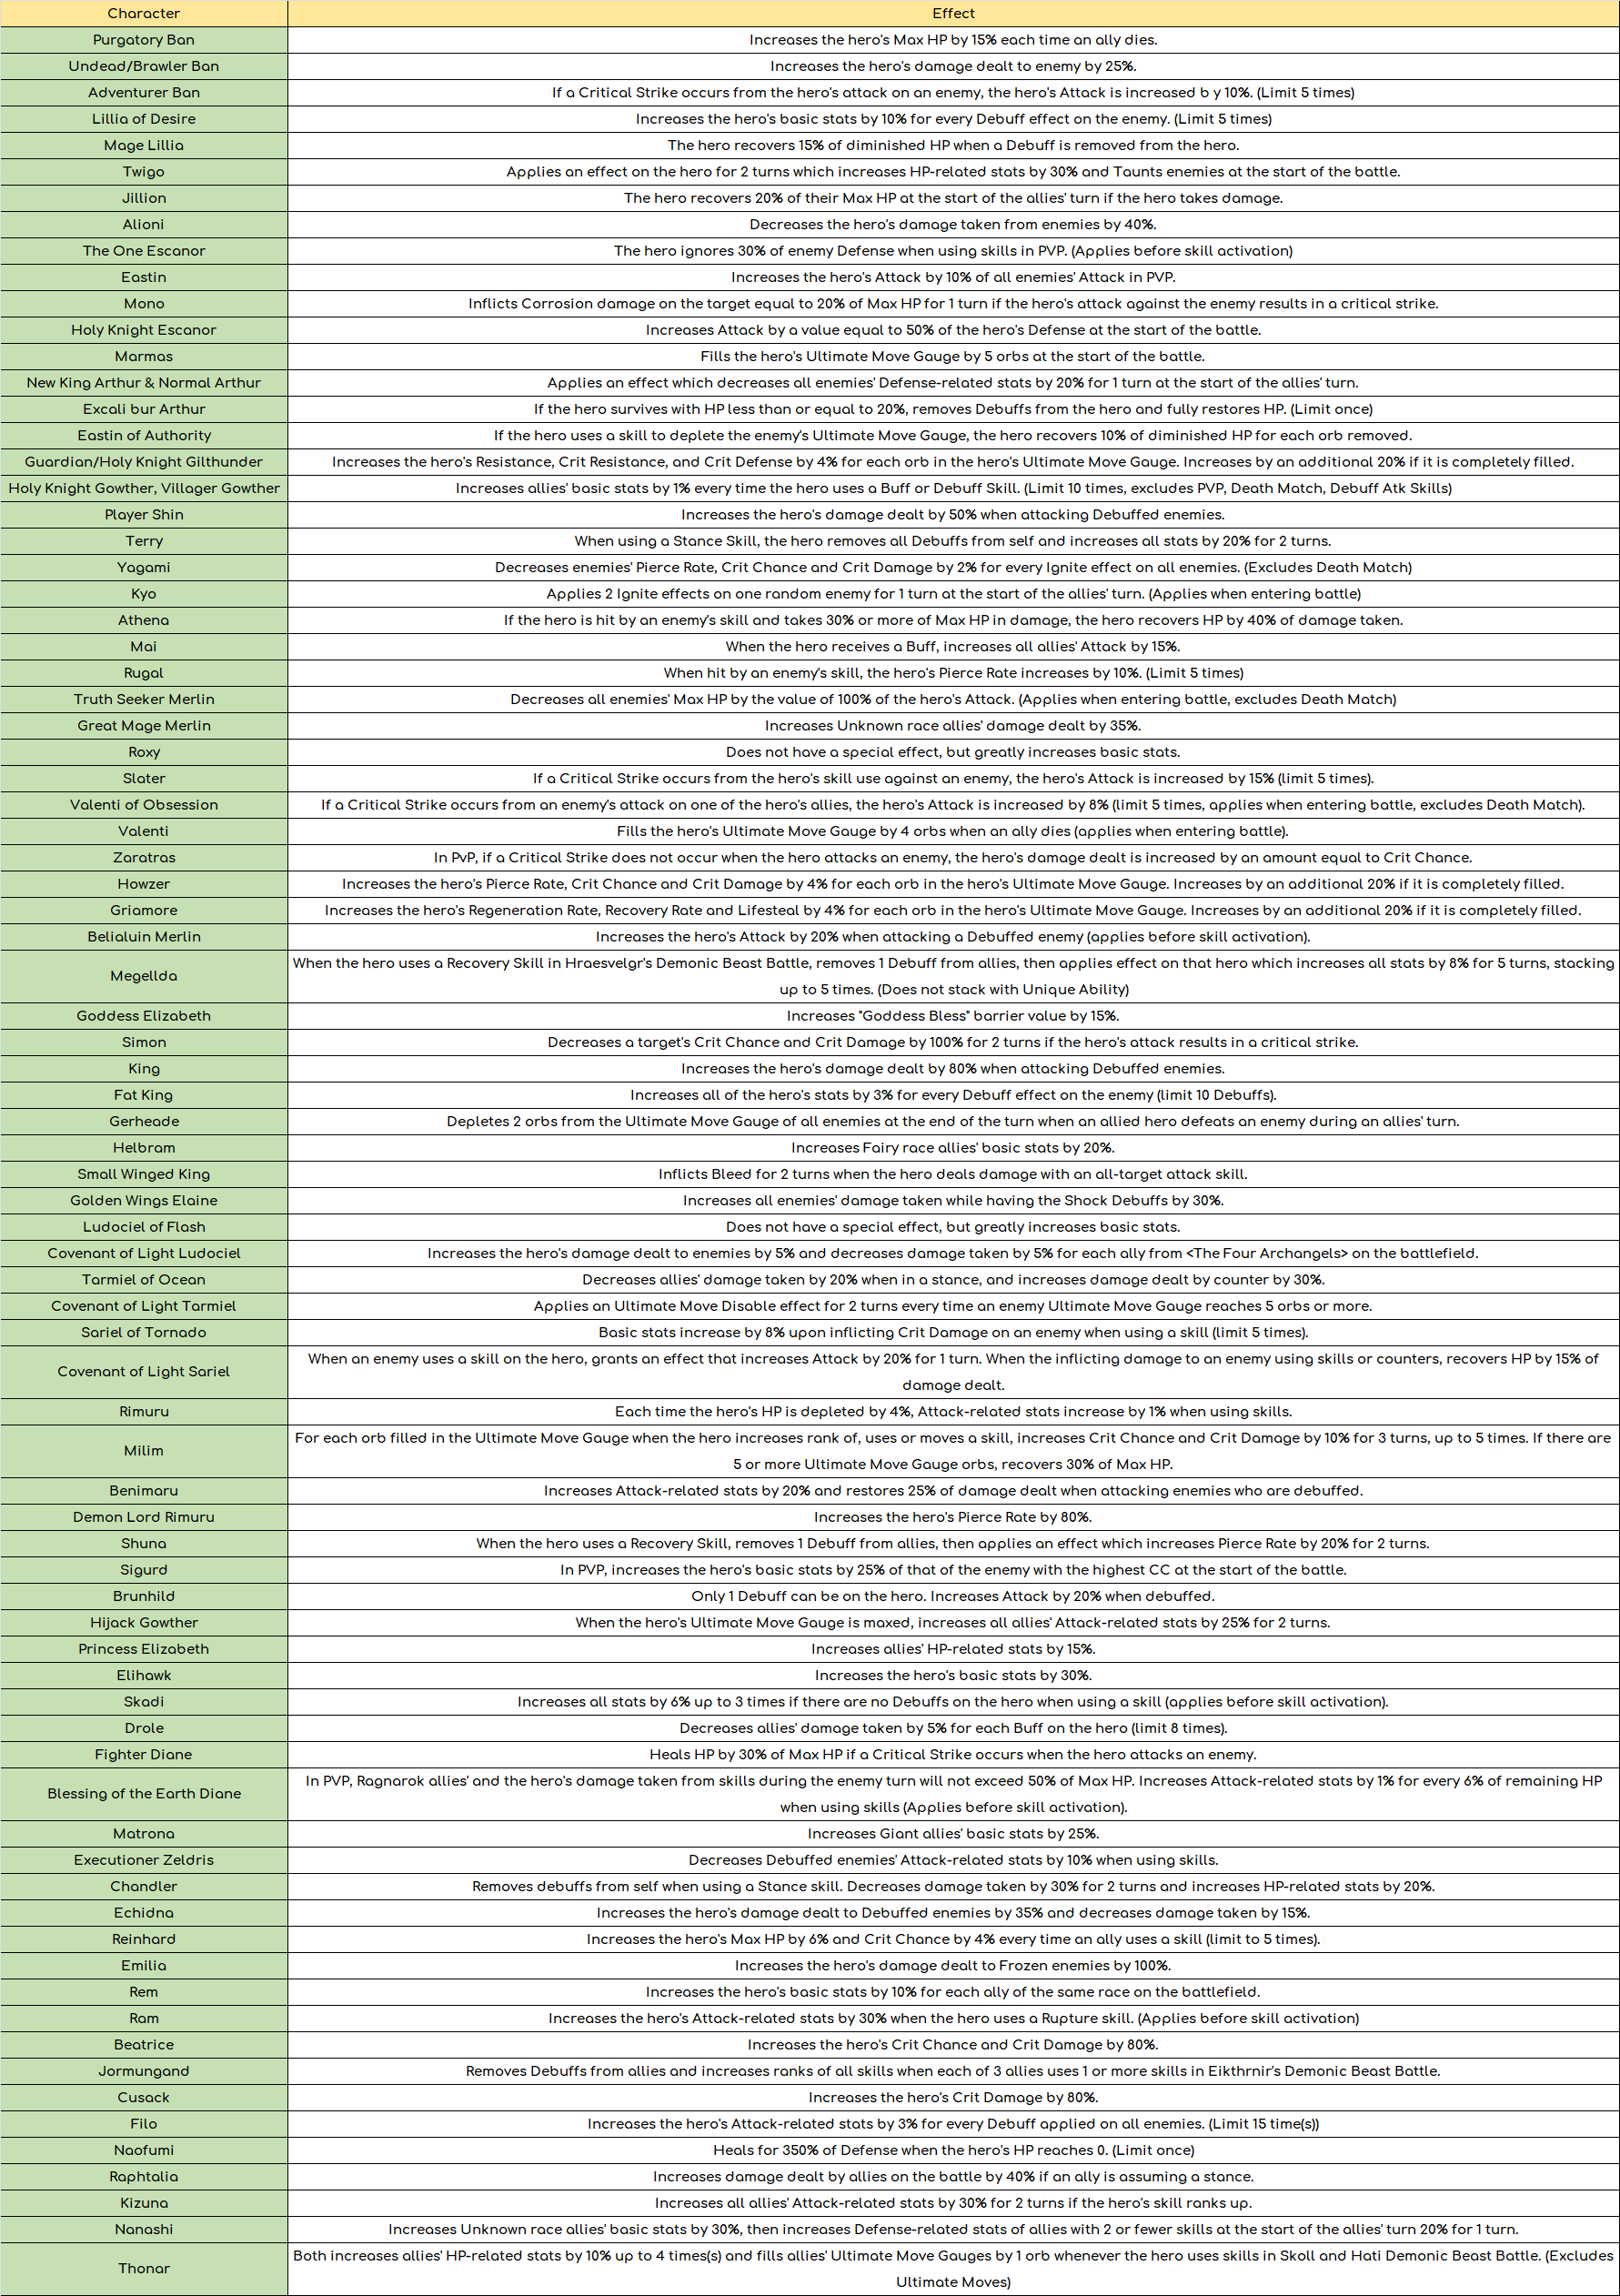 Character Effect
Purgatory Ban Increases the hero's Max HP by 15% each time an ally dies.
Undead/Brawler Ban Increases the hero's damage dealt to enemy by 25%.
Adventurer Ban If a Critical Strike occurs from the hero's attack on an enemy, the hero's Attack is increased b y 10%. (Limit 5 times)
Lillia of Desire Increases the hero's basic stats by 10% for every Debuff effect on the enemy. (Limit 5 times)
Mage Lillia The hero recovers 15% of diminished HP when a Debuff is removed from the hero.
Twigo Applies an effect on the hero for 2 turns which increases HP-related stats by 30% and Taunts enemies at the start of the battle.
Jillion The hero recovers 20% of their Max HP at the start of the allies' turn if the hero takes damage.
Alioni Decreases the hero's damage taken from enemies by 40%.
The One Escanor The hero ignores 30% of enemy Defense when using skills in PVP. (Applies before skill activation)
Eastin Increases the hero's Attack by 10% of all enemies' Attack in PVP.
Mono Inflicts Corrosion damage on the target equal to 20% of Max HP for 1 turn if the hero's attack against the enemy results in a critical strike.
Holy Knight Escanor Increases Attack by a value equal to 50% of the hero's Defense at the start of the battle.
Marmas Fills the hero's Ultimate Move Gauge by 5 orbs at the start of the battle.
New King Arthur & Normal Arthur Applies an effect which decreases all enemies' Defense-related stats by 20% for 1 turn at the start of the allies' turn.
Excali bur Arthur If the hero survives with HP less than or equal to 20%, removes Debuffs from the hero and fully restores HP. (Limit once)
Eastin of Authority If the hero uses a skill to deplete the enemy's Ultimate Move Gauge, the hero recovers 10% of diminished HP for each orb removed.
Guardian/Holy Knight Gilthunder Increases the hero's Resistance, Crit Resistance, and Crit Defense by 4% for each orb in the hero's Ultimate Move Gauge. Increases by an additional 20% if it is completely filled.
Holy Knight Gowther, Villager Gowther Increases allies' basic stats by 1% every time the hero uses a Buff or Debuff Skill. (Limit 10 times, excludes PVP, Death Match, Debuff Atk Skills)
Player Shin Increases the hero's damage dealt by 50% when attacking Debuffed enemies.
Terry When using a Stance Skill, the hero removes all Debuffs from self and increases all stats by 20% for 2 turns.
Yagami Decreases enemies' Pierce Rate, Crit Chance and Crit Damage by 2% for every Ignite effect on all enemies. (Excludes Death Match)
Kyo Applies 2 Ignite effects on one random enemy for 1 turn at the start of the allies' turn. (Applies when entering battle)
Athena If the hero is hit by an enemy's skill and takes 30% or more of Max HP in damage, the hero recovers HP by 40% of damage taken.
Mai When the hero receives a Buff, increases all allies' Attack by 15%.
Rugal When hit by an enemy's skill, the hero's Pierce Rate increases by 10%. (Limit 5 times)
Truth Seeker Merlin Decreases all enemies' Max HP by the value of 100% of the hero's Attack. (Applies when entering battle, excludes Death Match)
Great Mage Merlin Increases Unknown race allies' damage dealt by 35%.
Roxy Does not have a special effect, but greatly increases basic stats.
Slater If a Critical Strike occurs from the hero's skill use against an enemy, the hero's Attack is increased by 15% (limit 5 times).
Valenti of Obsession If a Critical Strike occurs from an enemy's attack on one of the hero's allies, the hero's Attack is increased by 8% (limit 5 times, applies when entering battle, excludes Death Match).
Valenti Fills the hero's Ultimate Move Gauge by 4 orbs when an ally dies (applies when entering battle).
Zaratras In PvP, if a Critical Strike does not occur when the hero attacks an enemy, the hero's damage dealt is increased by an amount equal to Crit Chance.
Howzer Increases the hero's Pierce Rate, Crit Chance and Crit Damage by 4% for each orb in the hero's Ultimate Move Gauge. Increases by an additional 20% if it is completely filled.
Griamore Increases the hero's Regeneration Rate, Recovery Rate and Lifesteal by 4% for each orb in the hero's Ultimate Move Gauge. Increases by an additional 20% if it is completely filled.
Belialuin Merlin Increases the hero's Attack by 20% when attacking a Debuffed enemy (applies before skill activation).
Megellda When the hero uses a Recovery Skill in Hraesvelgr's Demonic Beast Battle, removes 1 Debuff from allies, then applies effect on that hero which increases all stats by 8% for 5 turns, stacking
up to 5 times. (Does not stack with Unique Ability)
Goddess Elizabeth Increases "Goddess Bless" barrier value by 15%.
Simon Decreases a target's Crit Chance and Crit Damage by 100% for 2 turns if the hero's attack results in a critical strike.
King Increases the hero's damage dealt by 80% when attacking Debuffed enemies.
Fat King Increases all of the hero's stats by 3% for every Debuff effect on the enemy (limit 10 Debuffs).
Gerheade Depletes 2 orbs from the Ultimate Move Gauge of all enemies at the end of the turn when an allied hero defeats an enemy during an allies' turn.
Helbram Increases Fairy race allies' basic stats by 20%.
Small Winged King Inflicts Bleed for 2 turns when the hero deals damage with an all-target attack skill.
Golden Wings Elaine Increases all enemies' damage taken while having the Shock Debuffs by 30%.
Ludociel of Flash Does not have a special effect, but greatly increases basic stats.
Covenant of Light Ludociel Increases the hero's damage dealt to enemies by 5% and decreases damage taken by 5% for each ally from <The Four Archangels> on the battlefield.
Tarmiel of Ocean Decreases allies' damage taken by 20% when in a stance, and increases damage dealt by counter by 30%.
Covenant of Light Tarmiel Applies an Ultimate Move Disable effect for 2 turns every time an enemy Ultimate Move Gauge reaches 5 orbs or more.
Sariel of Tornado Basic stats increase by 8% upon inflicting Crit Damage on an enemy when using a skill (limit 5 times).
Covenant of Light Sariel When an enemy uses a skill on the hero, grants an effect that increases Attack by 20% for 1 turn. When the inflicting damage to an enemy using skills or counters, recovers HP by 15% of
damage dealt.
Rimuru Each time the hero's HP is depleted by 4%, Attack-related stats increase by 1% when using skills.
Milim For each orb filled in the Ultimate Move Gauge when the hero increases rank of, uses or moves a skill, increases Crit Chance and Crit Damage by 10% for 3 turns, up to 5 times. If there are
5 or more Ultimate Move Gauge orbs, recovers 30% of Max HP.
Benimaru Increases Attack-related stats by 20% and restores 25% of damage dealt when attacking enemies who are debuffed.
Demon Lord Rimuru Increases the hero's Pierce Rate by 80%.
Shuna When the hero uses a Recovery Skill, removes 1 Debuff from allies, then applies an effect which increases Pierce Rate by 20% for 2 turns.
Sigurd In PVP, increases the hero's basic stats by 25% of that of the enemy with the highest CC at the start of the battle.
Brunhild Only 1 Debuff can be on the hero. Increases Attack by 20% when debuffed.
Hijack Gowther When the hero's Ultimate Move Gauge is maxed, increases all allies' Attack-related stats by 25% for 2 turns.
Princess Elizabeth Increases allies' HP-related stats by 15%.
Elihawk Increases the hero's basic stats by 30%.
Skadi Increases all stats by 6% up to 3 times if there are no Debuffs on the hero when using a skill (applies before skill activation).
Drole Decreases allies' damage taken by 5% for each Buff on the hero (limit 8 times).
Fighter Diane Heals HP by 30% of Max HP if a Critical Strike occurs when the hero attacks an enemy.
Blessing of the Earth Diane In PVP, Ragnarok allies' and the hero's damage taken from skills during the enemy turn will not exceed 50% of Max HP. Increases Attack-related stats by 1% for every 6% of remaining HP
when using skills (Applies before skill activation).
Matrona Increases Giant allies' basic stats by 25%.
Executioner Zeldris Decreases Debuffed enemies' Attack-related stats by 10% when using skills.
Chandler Removes debuffs from self when using a Stance skill. Decreases damage taken by 30% for 2 turns and increases HP-related stats by 20%.
Echidna Increases the hero's damage dealt to Debuffed enemies by 35% and decreases damage taken by 15%.
Reinhard Increases the hero's Max HP by 6% and Crit Chance by 4% every time an ally uses a skill (limit to 5 times).
Emilia Increases the hero's damage dealt to Frozen enemies by 100%.
Rem Increases the hero's basic stats by 10% for each ally of the same race on the battlefield.
Ram Increases the hero's Attack-related stats by 30% when the hero uses a Rupture skill. (Applies before skill activation)
Beatrice Increases the hero's Crit Chance and Crit Damage by 80%.
Jormungand Removes Debuffs from allies and increases ranks of all skills when each of 3 allies uses 1 or more skills in Eikthrnir's Demonic Beast Battle.
Cusack Increases the hero's Crit Damage by 80%.
Filo Increases the hero's Attack-related stats by 3% for every Debuff applied on all enemies. (Limit 15 time(s))
Naofumi Heals for 350% of Defense when the hero's HP reaches 0. (Limit once)
Raphtalia Increases damage dealt by allies on the battle by 40% if an ally is assuming a stance.
Kizuna Increases all allies' Attack-related stats by 30% for 2 turns if the hero's skill ranks up.
Nanashi Increases Unknown race allies' basic stats by 30%, then increases Defense-related stats of allies with 2 or fewer skills at the start of the allies' turn 20% for 1 turn.
Thonar Both increases allies' HP-related stats by 10% up to 4 times(s) and fills allies' Ultimate Move Gauges by 1 orb whenever the hero uses skills in Skoll and Hati Demonic Beast Battle. (Excludes
Ultimate Moves)